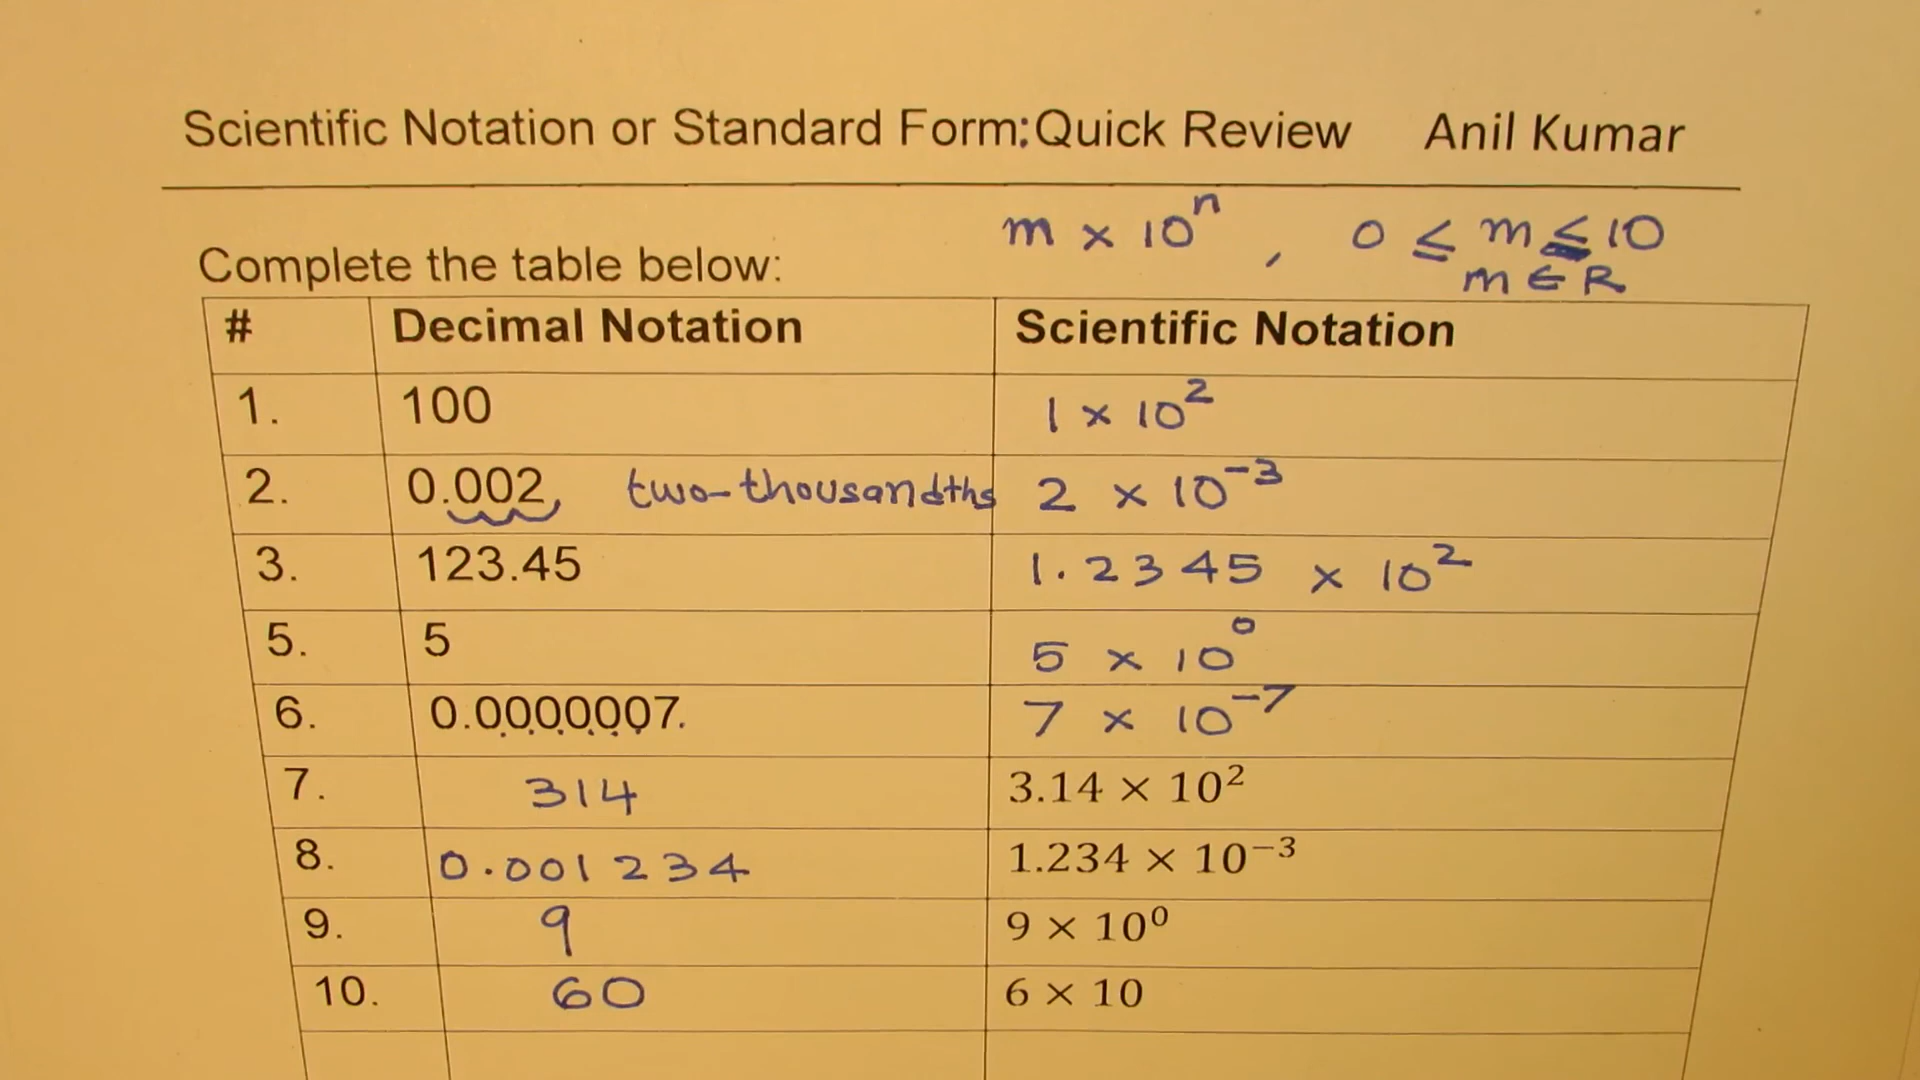 Scientific Notation or Standard Form:Quick Review Anil Kumar
m × 10ⁿ , 0 ≤ m ≤ 10
Complete the table below: m ∈ R
# Decimal Notation Scientific Notation
1. 100 1 × 10²
2. 0.002, two-thousandths 2 × 10⁻³
3. 123.45 1.2345 × 10²
5. 5 5 × 10⁰
6. 0.0000007. 7 × 10⁻⁷
7. 314 3.14 × 10²
8. 0.001234 1.234 × 10⁻³
9. 9 9 × 10⁰
10. 60 6 × 10